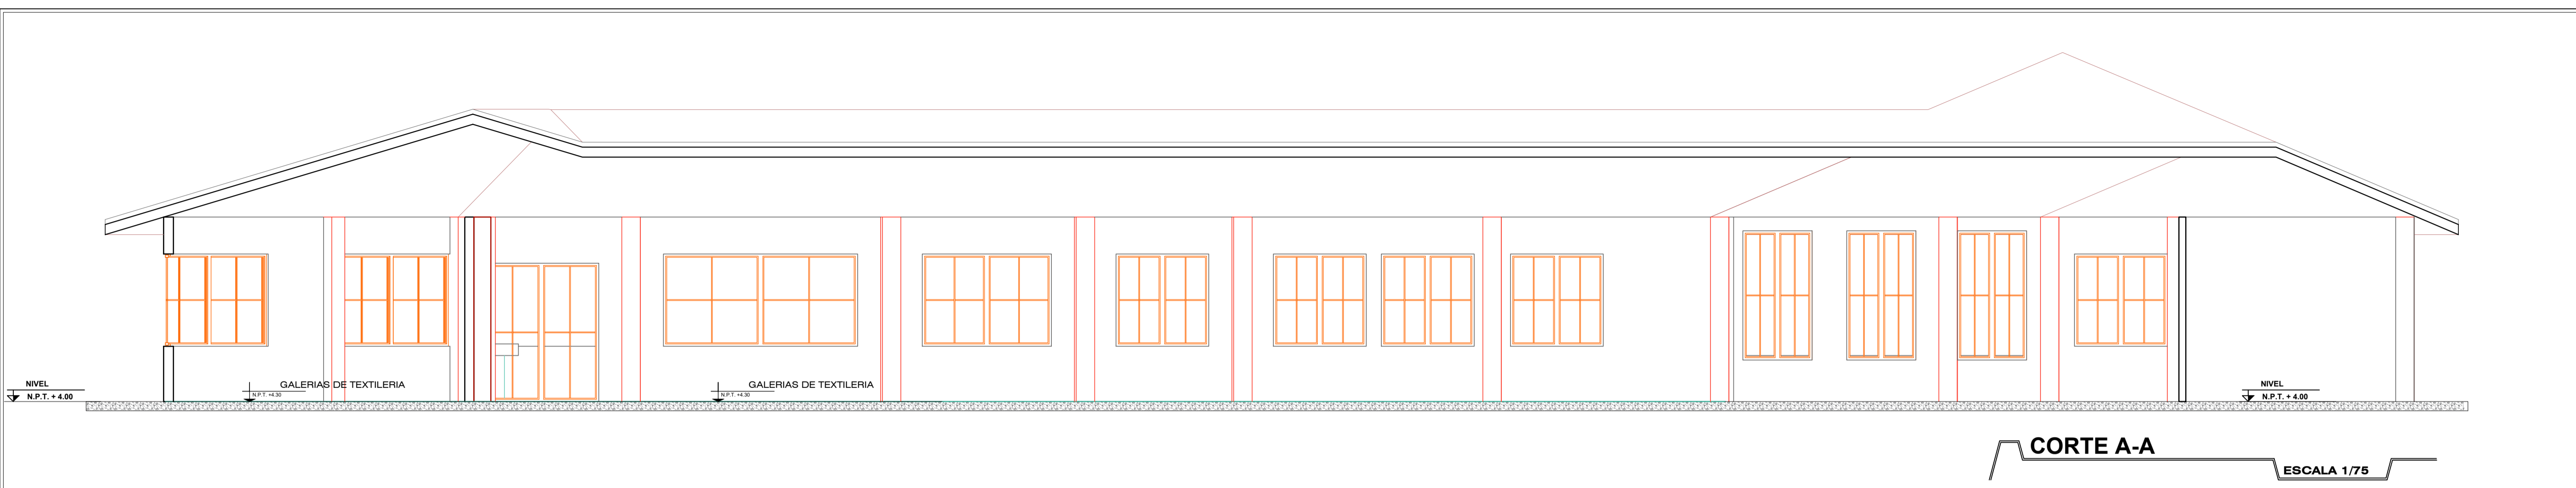 GALERIAS DE TEXTILERIA
N.P.T. +4.30
GALERIAS DE TEXTILERIA
N.P.T. +4.30
NIVEL
N.P.T. + 4.00
NIVEL
N.P.T. + 4.00
CORTE A-A
ESCALA 1/75